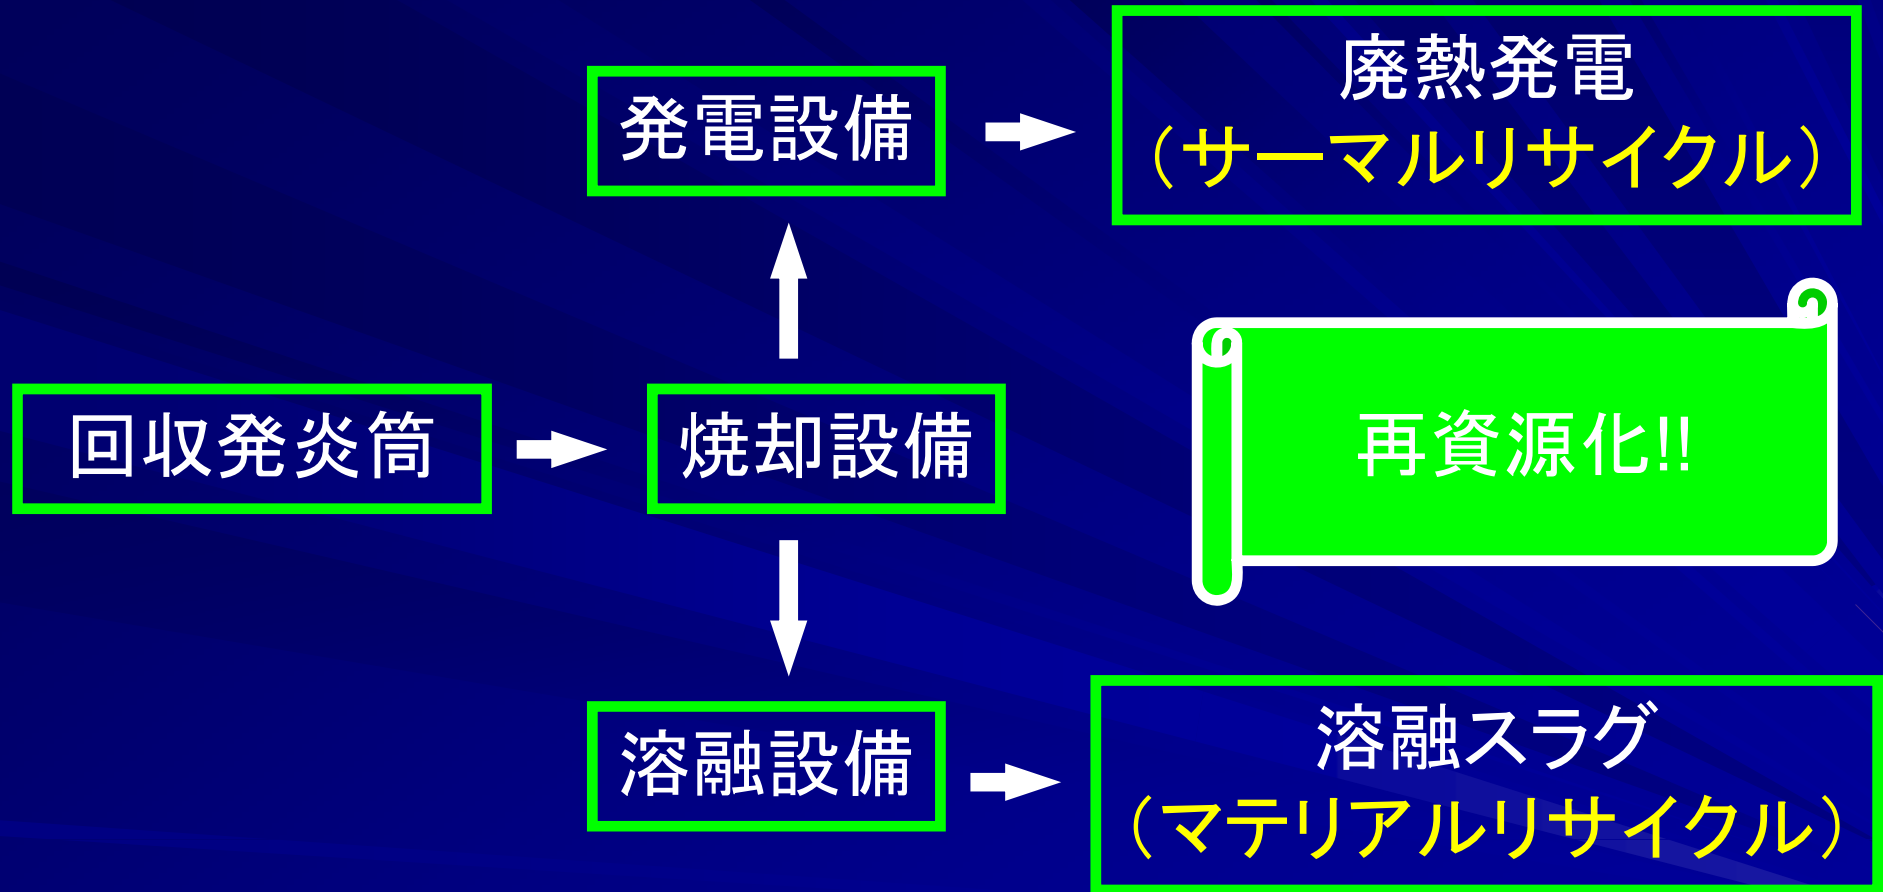 発電設備
廃熱発電
（サーマルリサイクル）
回収発炎筒
焼却設備
再資源化!!
溶融設備
溶融スラグ
（マテリアルリサイクル）